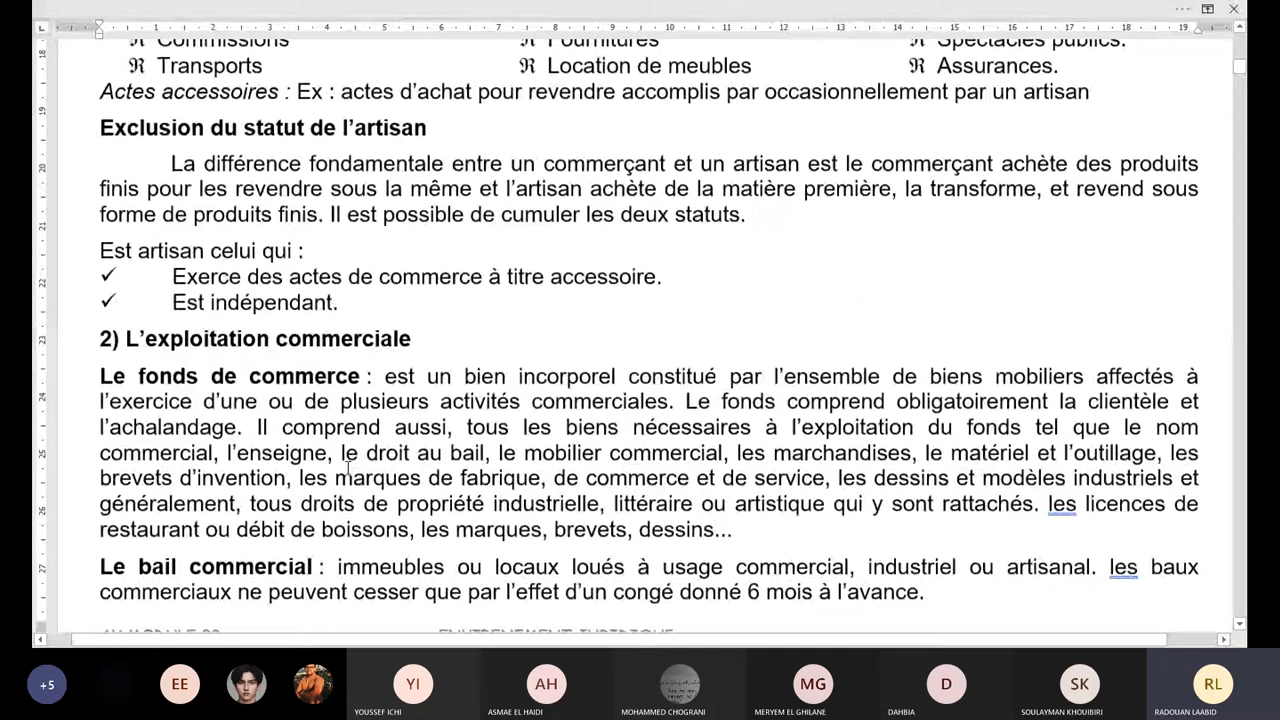 Commissions Fournitures Spectacles publics.
ℜ Transports ℜ Location de meubles ℜ Assurances.
Actes accessoires : Ex : actes d’achat pour revendre accomplis par occasionnellement par un artisan
Exclusion du statut de l’artisan
La différence fondamentale entre un commerçant et un artisan est le commerçant achète des produits
finis pour les revendre sous la même et l’artisan achète de la matière première, la transforme, et revend sous
forme de produits finis. Il est possible de cumuler les deux statuts.
Est artisan celui qui :
✓ Exerce des actes de commerce à titre accessoire.
✓ Est indépendant.
2) L’exploitation commerciale
Le fonds de commerce : est un bien incorporel constitué par l’ensemble de biens mobiliers affectés à
l’exercice d’une ou de plusieurs activités commerciales. Le fonds comprend obligatoirement la clientèle et
l’achalandage. Il comprend aussi, tous les biens nécessaires à l’exploitation du fonds tel que le nom
commercial, l’enseigne, le droit au bail, le mobilier commercial, les marchandises, le matériel et l’outillage, les
brevets d’invention, les marques de fabrique, de commerce et de service, les dessins et modèles industriels et
généralement, tous droits de propriété industrielle, littéraire ou artistique qui y sont rattachés. les licences de
restaurant ou débit de boissons, les marques, brevets, dessins...
Le bail commercial : immeubles ou locaux loués à usage commercial, industriel ou artisanal. les baux
commerciaux ne peuvent cesser que par l’effet d’un congé donné 6 mois à l’avance.
+5 EE YI AH MG D SK RL
YOUSSEF ICHI ASMAE EL HAIDI MOHAMMED CHOGRANI MERYEM EL GHILANE DAHBIA SOULAYMAN KHOUIBIRI RADOUAN LAABID